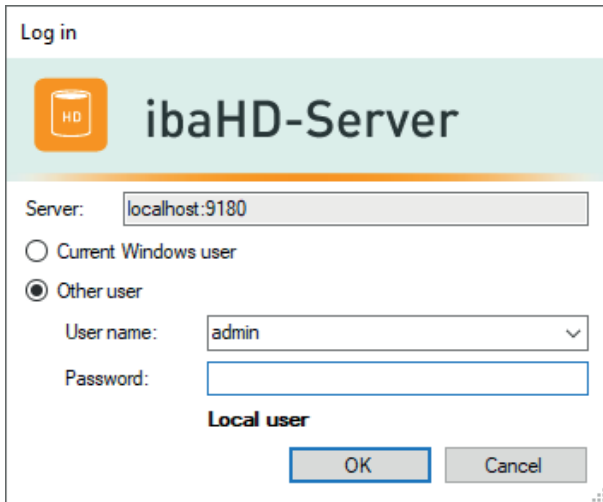 Log in
HD
ibaHD-Server
Server: localhost:9180
Current Windows user
Other user
User name: admin
Password:
Local user
OK Cancel